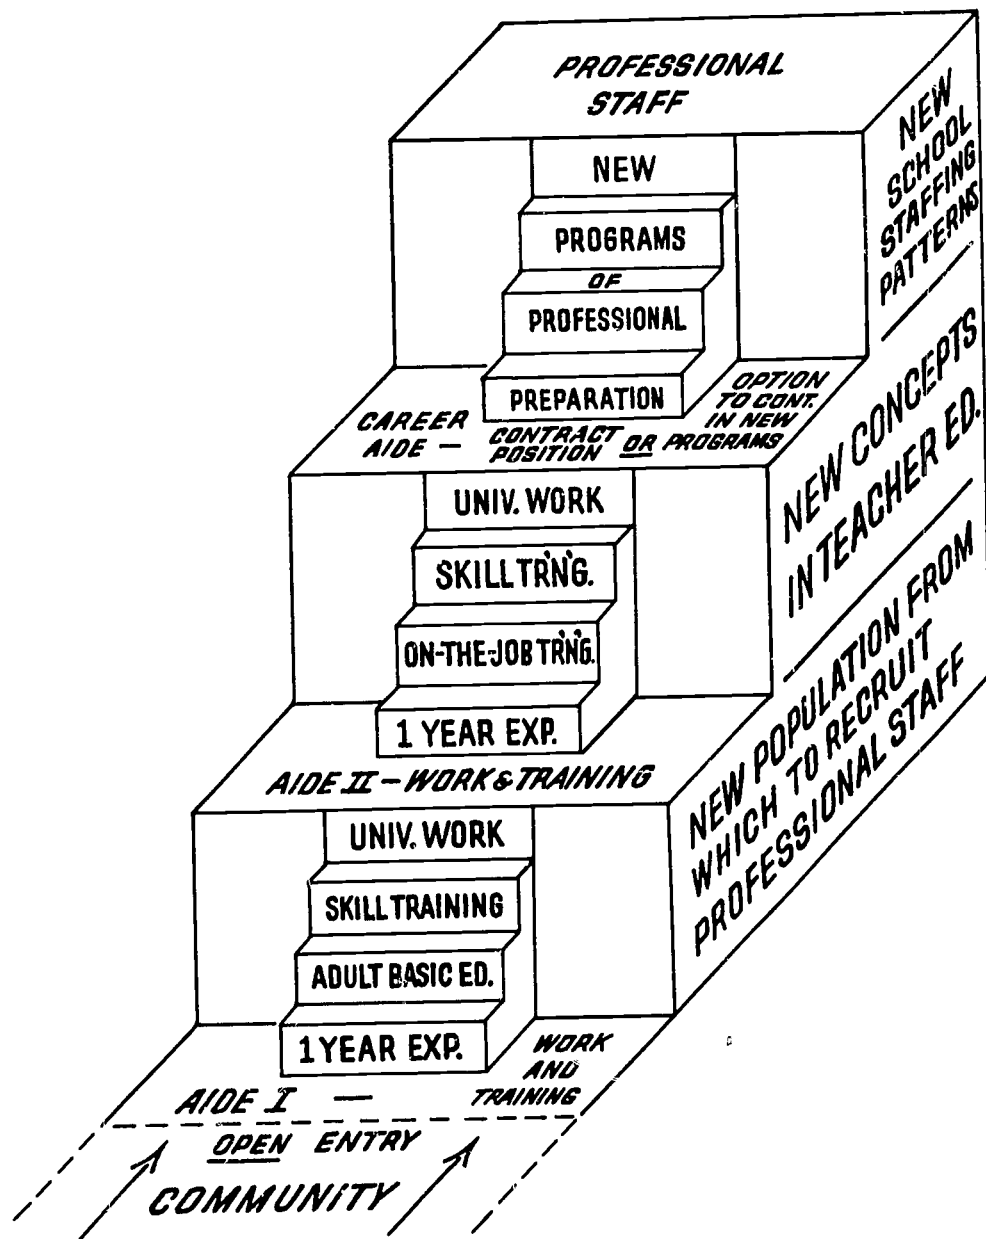 PROFESSIONAL
STAFF
NEW
PROGRAMS
OF
PROFESSIONAL
PREPARATION
CAREER
AIDE —
CONTRACT
POSITION
OR
OPTION
TO CONT.
IN NEW
PROGRAMS
UNIV. WORK
SKILL TR'N'G.
ON-THE-JOB TR'N'G.
1 YEAR EXP.
AIDE II — WORK & TRAINING
UNIV. WORK
SKILL TRAINING
ADULT BASIC ED.
1 YEAR EXP.
AIDE I —
WORK
AND
TRAINING
OPEN ENTRY
COMMUNITY
NEW
SCHOOL
STAFFING
PATTERNS
NEW CONCEPTS
IN TEACHER ED.
NEW POPULATION FROM
WHICH TO RECRUIT
PROFESSIONAL STAFF